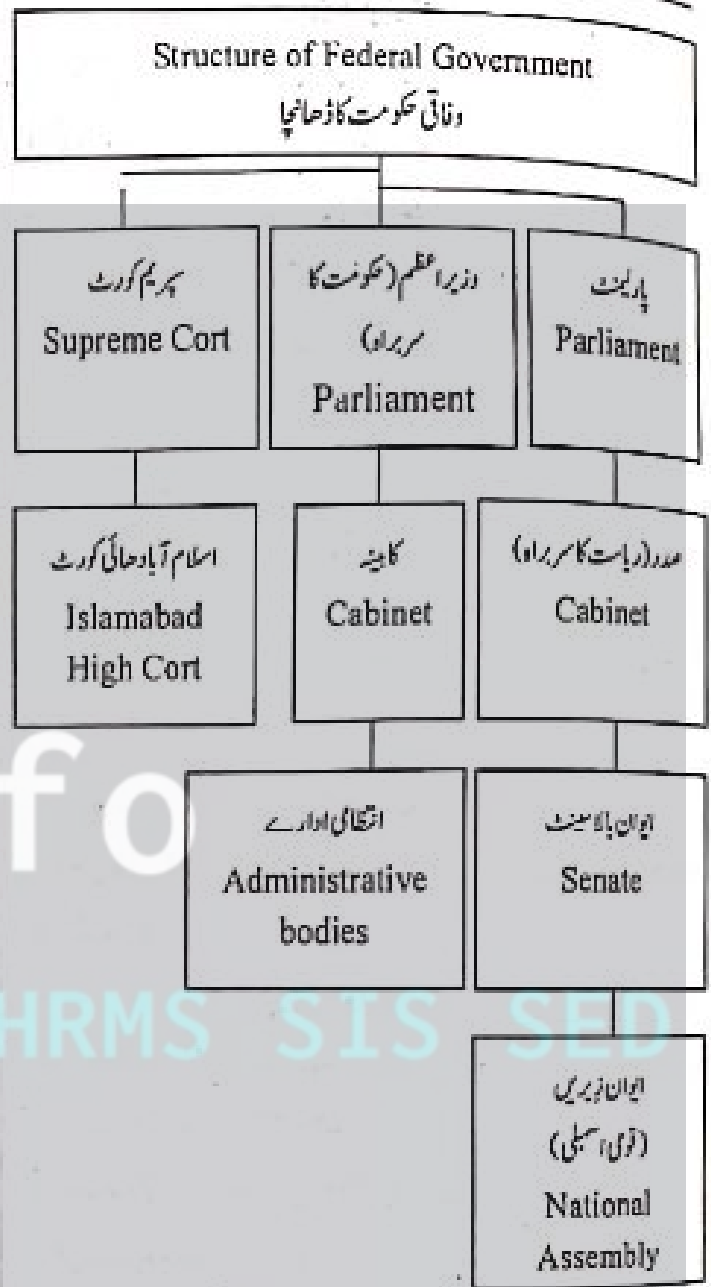 Structure of Federal Government
وفاقی حکومت کا ڈھانچا
سپریم کورٹ
Supreme Cort
وزیراعظم (حکومت کا
سربراہ)
Parliament
پارلیمنٹ
Parliament
اسلام آباد ھائی کورٹ
Islamabad
High Cort
کابینہ
Cabinet
صدر (ریاست کا سربراہ)
Cabinet
انتظامی ادارے
Administrative
bodies
ایوان بالا سینٹ
Senate
ایوان زیریں
(قومی اسمبلی)
National
Assembly
fo
HRMS SIS SED